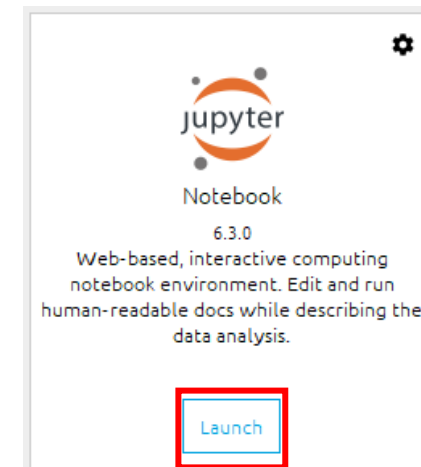 jupyter
Notebook
6.3.0
Web-based, interactive computing
notebook environment. Edit and run
human-readable docs while describing the
data analysis.
Launch